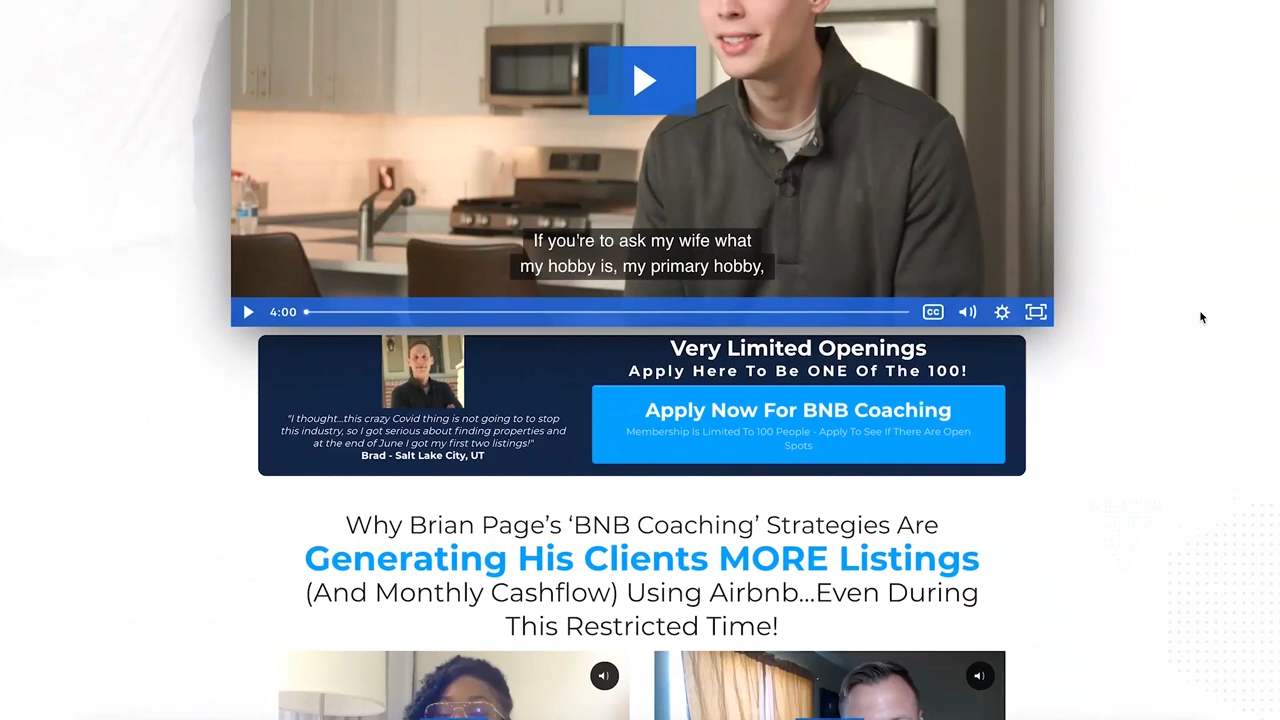 If you're to ask my wife what
my hobby is, my primary hobby,
4:00
CC
Very Limited Openings
Apply Here To Be ONE Of The 100!
Apply Now For BNB Coaching
Membership Is Limited To 100 People - Apply To See If There Are Open
Spots
"I thought...this crazy Covid thing is not going to to stop
this industry, so I got serious about finding properties and
at the end of June I got my first two listings!"
Brad - Salt Lake City, UT
Why Brian Page's ‘BNB Coaching’ Strategies Are
Generating His Clients MORE Listings
(And Monthly Cashflow) Using Airbnb...Even During
This Restricted Time!